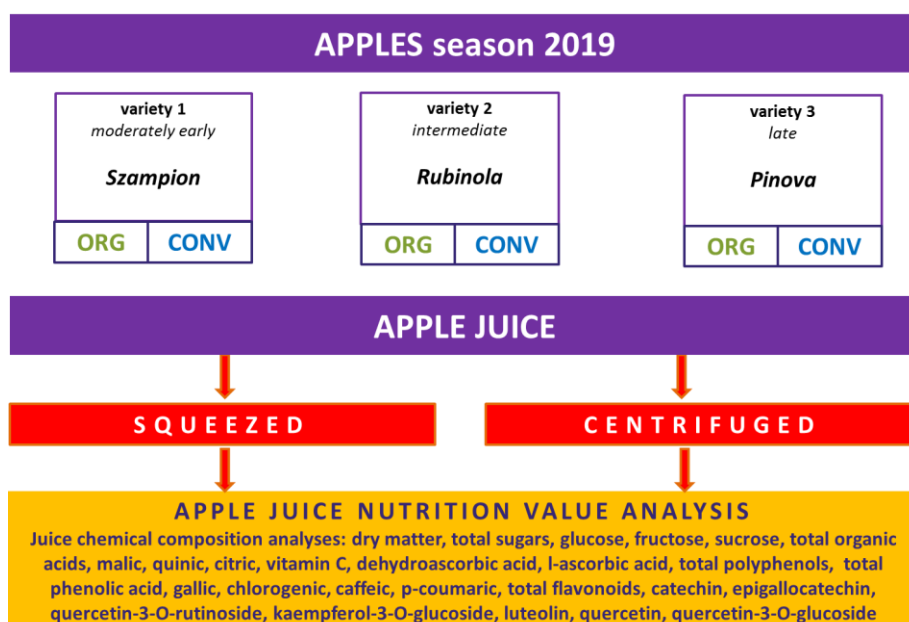 APPLES season 2019
variety 1
moderately early
Szampion
ORG CONV
variety 2
intermediate
Rubinola
ORG CONV
variety 3
late
Pinova
ORG CONV
APPLE JUICE
SQUEEZED
CENTRIFUGED
APPLE JUICE NUTRITION VALUE ANALYSIS
Juice chemical composition analyses: dry matter, total sugars, glucose, fructose, sucrose, total organic
acids, malic, quinic, citric, vitamin C, dehydroascorbic acid, l-ascorbic acid, total polyphenols, total
phenolic acid, gallic, chlorogenic, caffeic, p-coumaric, total flavonoids, catechin, epigallocatechin,
quercetin-3-O-rutinoside, kaempferol-3-O-glucoside, luteolin, quercetin, quercetin-3-O-glucoside